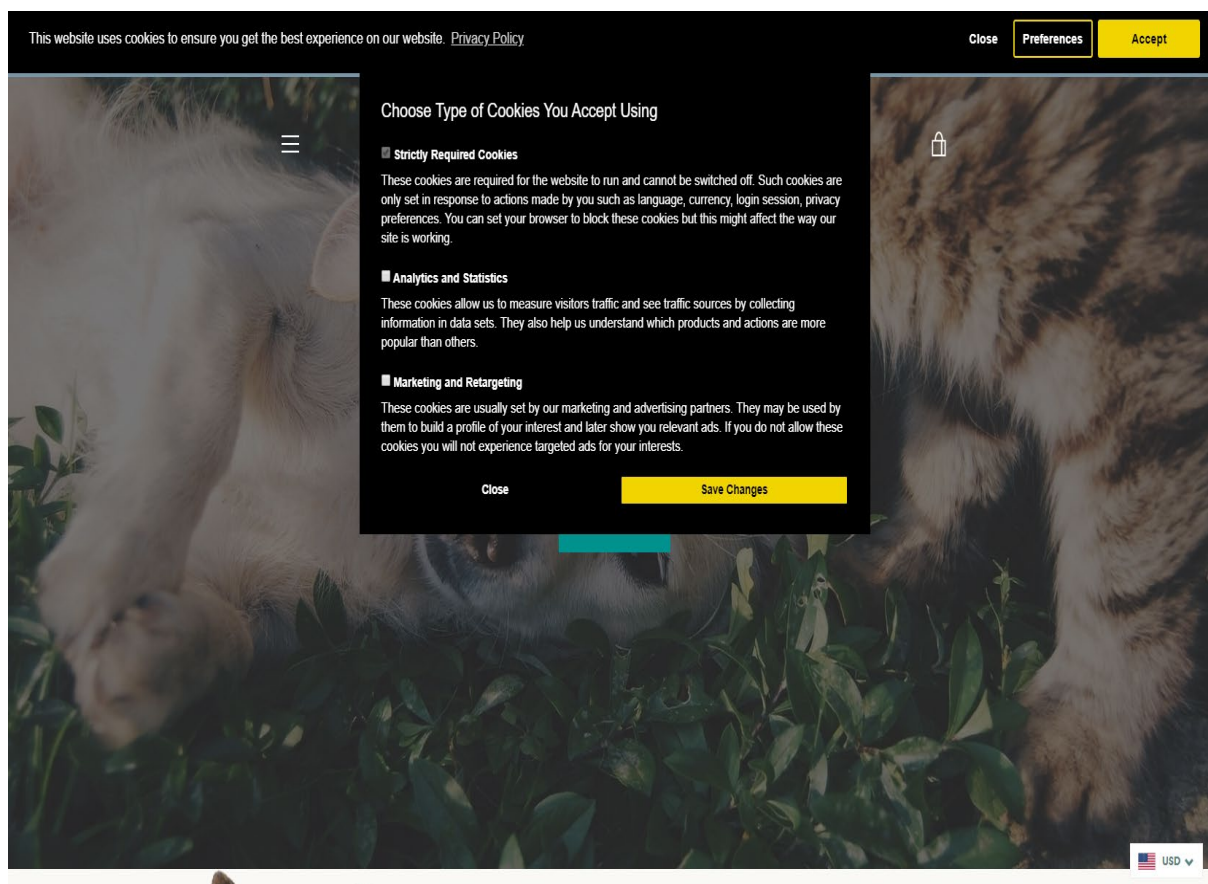 This website uses cookies to ensure you get the best experience on our website. Privacy Policy
Close
Preferences
Accept
Choose Type of Cookies You Accept Using
Strictly Required Cookies
These cookies are required for the website to run and cannot be switched off. Such cookies are
only set in response to actions made by you such as language, currency, login session, privacy
preferences. You can set your browser to block these cookies but this might affect the way our
site is working.
Analytics and Statistics
These cookies allow us to measure visitors traffic and see traffic sources by collecting
information in data sets. They also help us understand which products and actions are more
popular than others.
Marketing and Retargeting
These cookies are usually set by our marketing and advertising partners. They may be used by
them to build a profile of your interest and later show you relevant ads. If you do not allow these
cookies you will not experience targeted ads for your interests.
Close
Save Changes
USD